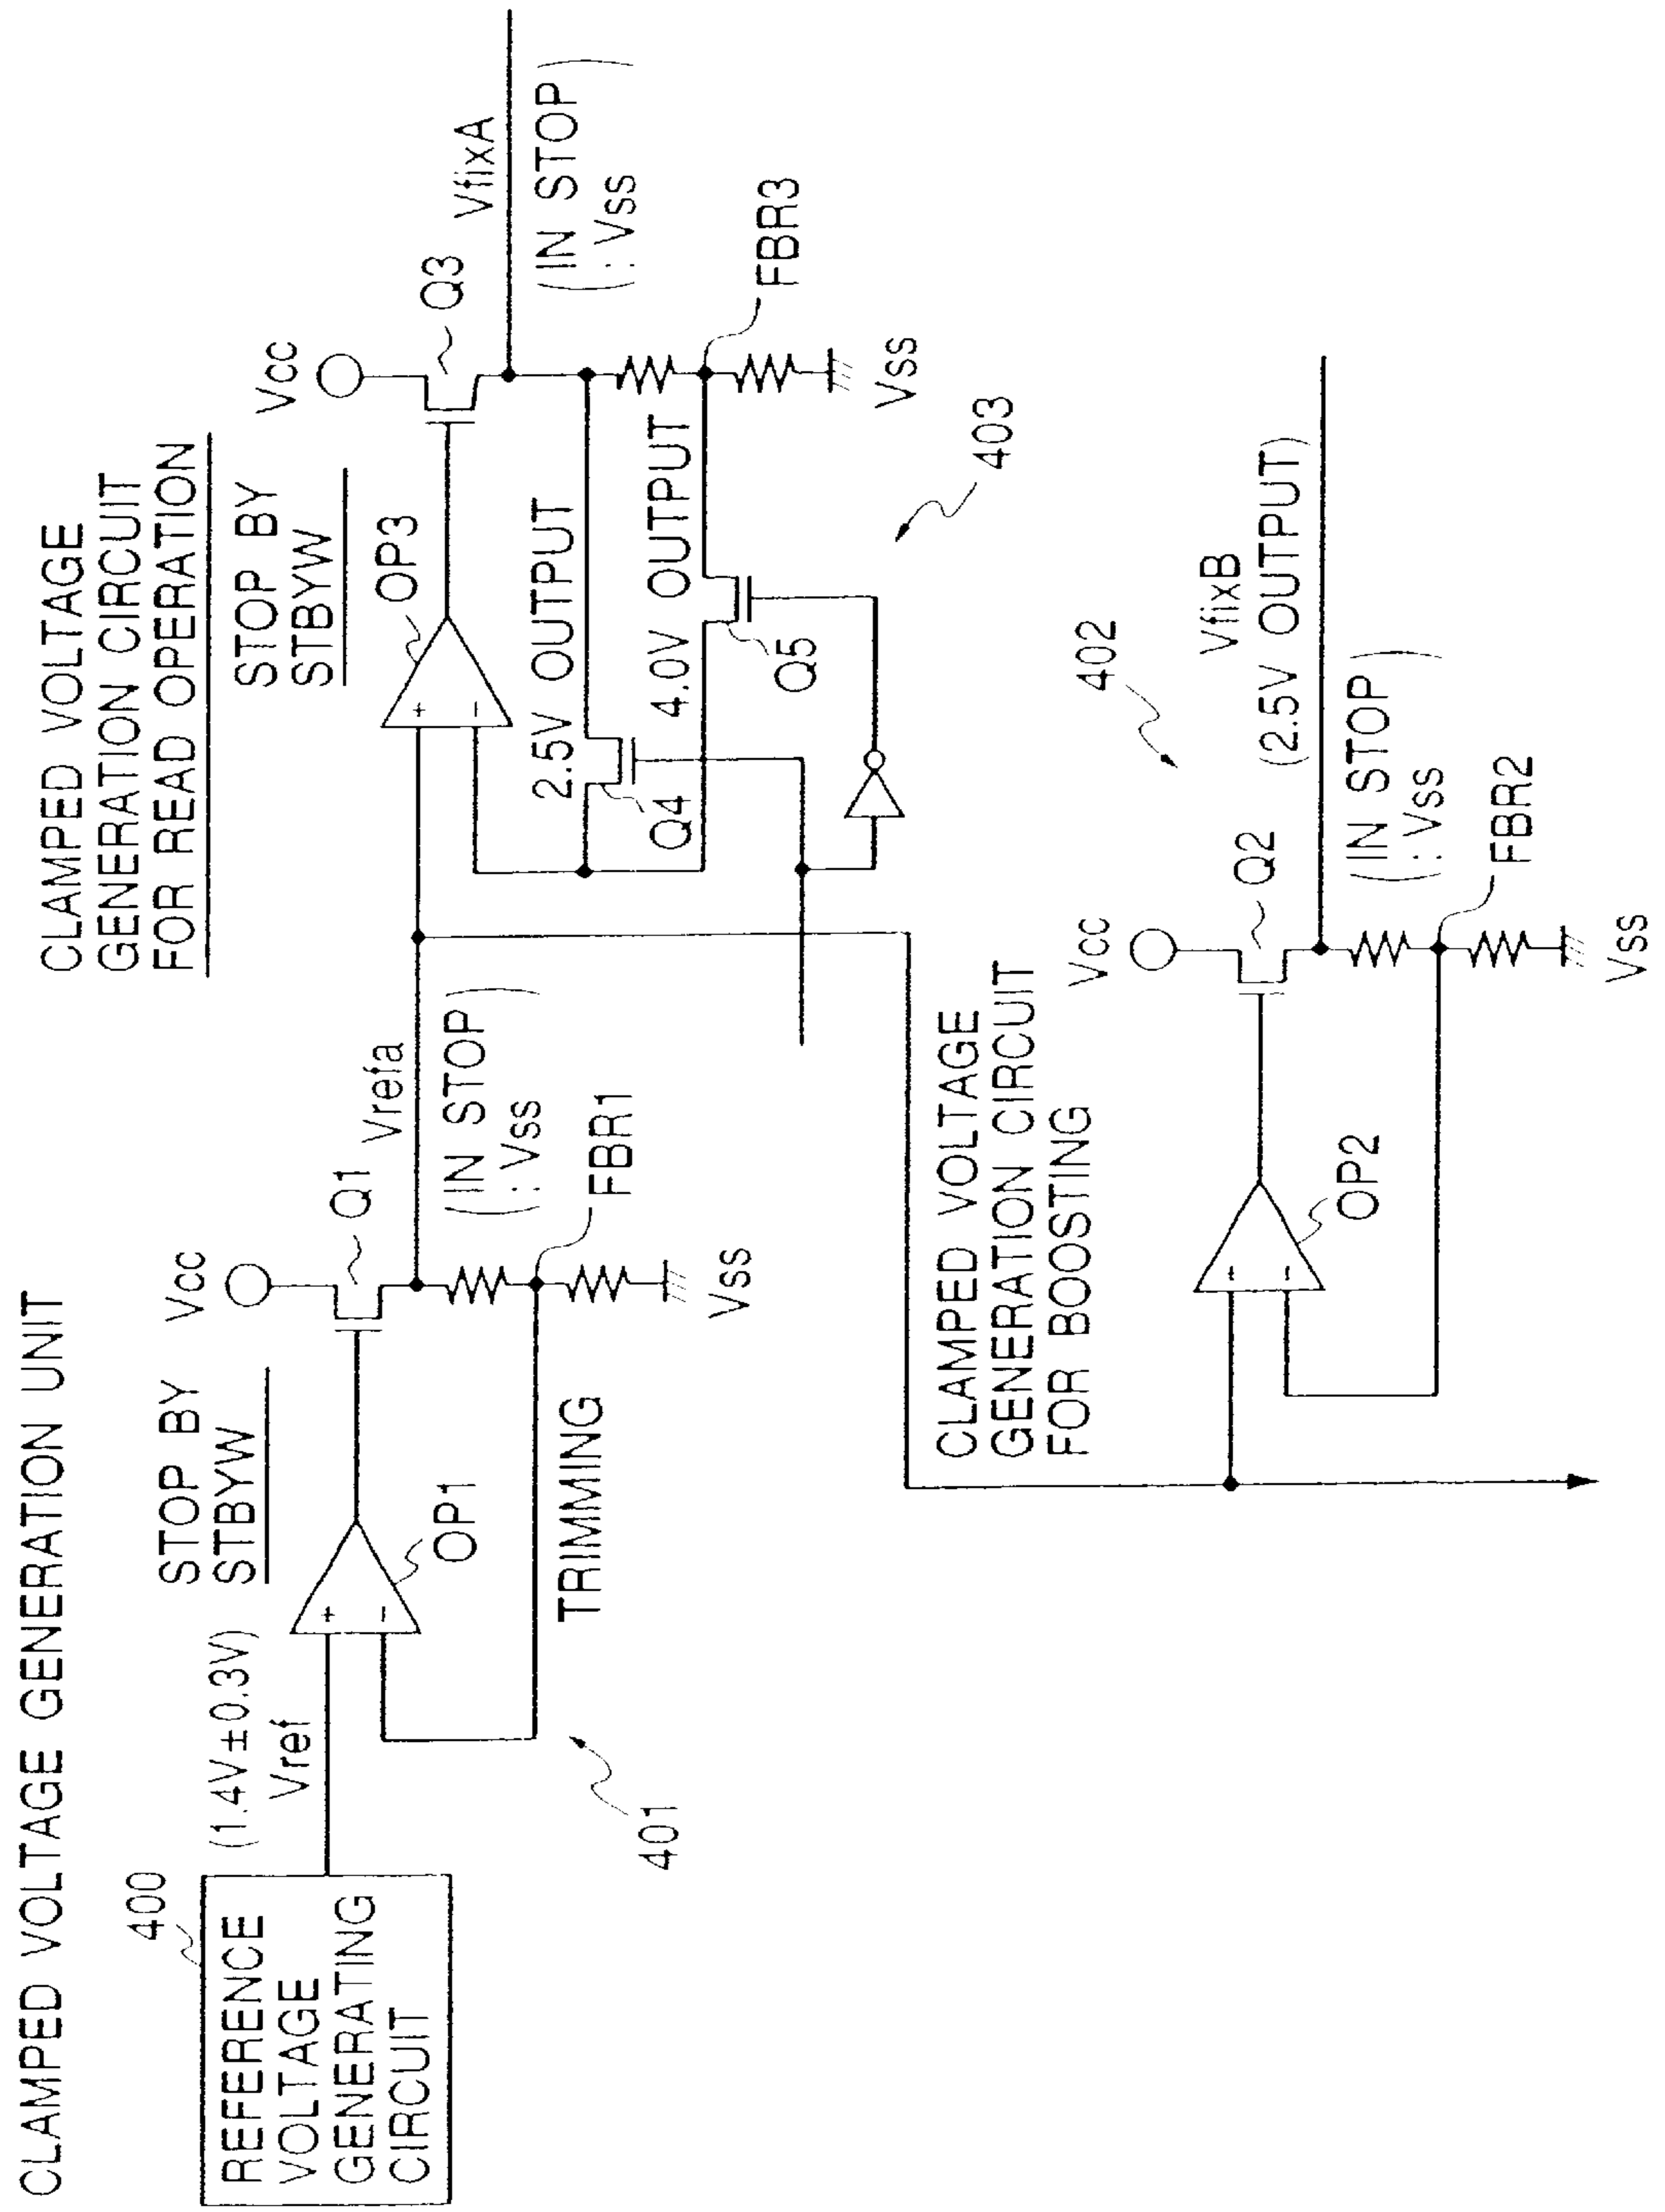 CLAMPED VOLTAGE GENERATION UNIT
400
REFERENCE
VOLTAGE
GENERATING
CIRCUIT
(1.4V±0.3V)
Vref
STOP BY
STBYW
+
−
OP1
TRIMMING
401
Vcc
Q1
Vrefa
(IN STOP
: Vss)
FBR1
Vss
CLAMPED VOLTAGE
GENERATION CIRCUIT
FOR READ OPERATION
STOP BY
STBYW
+
−
OP3
2.5V OUTPUT
Q4
4.0V OUTPUT
Q5
Vcc
Q3
VfixA
(IN STOP
: Vss)
FBR3
Vss
403
CLAMPED VOLTAGE
GENERATION CIRCUIT
FOR BOOSTING
+
−
OP2
Vcc
Q2
402
VfixB
(2.5V OUTPUT)
(IN STOP
: Vss)
FBR2
Vss